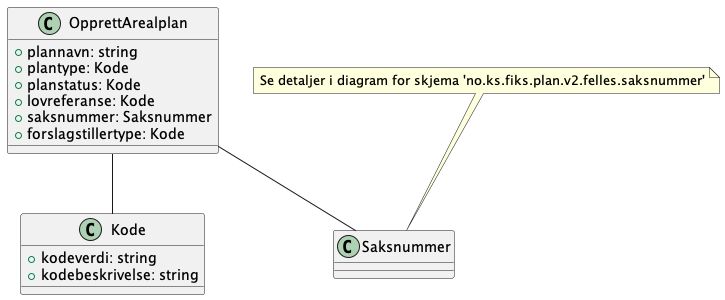 C OpprettArealplan
plannavn: string
plantype: Kode
planstatus: Kode
lovreferanse: Kode
saksnummer: Saksnummer
forslagstillertype: Kode
Se detaljer i diagram for skjema 'no.ks.fiks.plan.v2.felles.saksnummer'
C Kode
kodeverdi: string
kodebeskrivelse: string
C Saksnummer